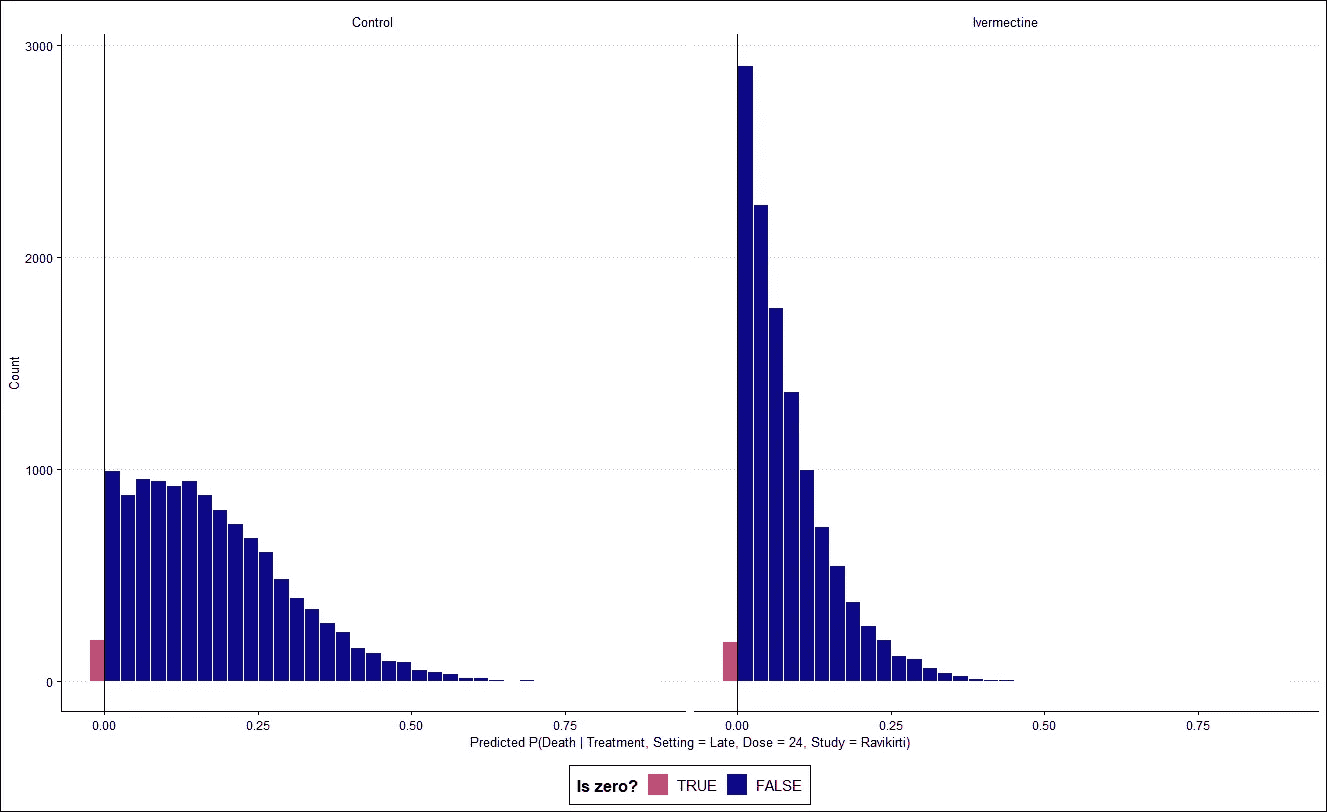 Control
Ivermectine
3000
2000
1000
0
Count
0.00 0.25 0.50 0.75
0.00 0.25 0.50 0.75
Predicted P(Death | Treatment, Setting = Late, Dose = 24, Study = Ravikirti)
Is zero? TRUE FALSE